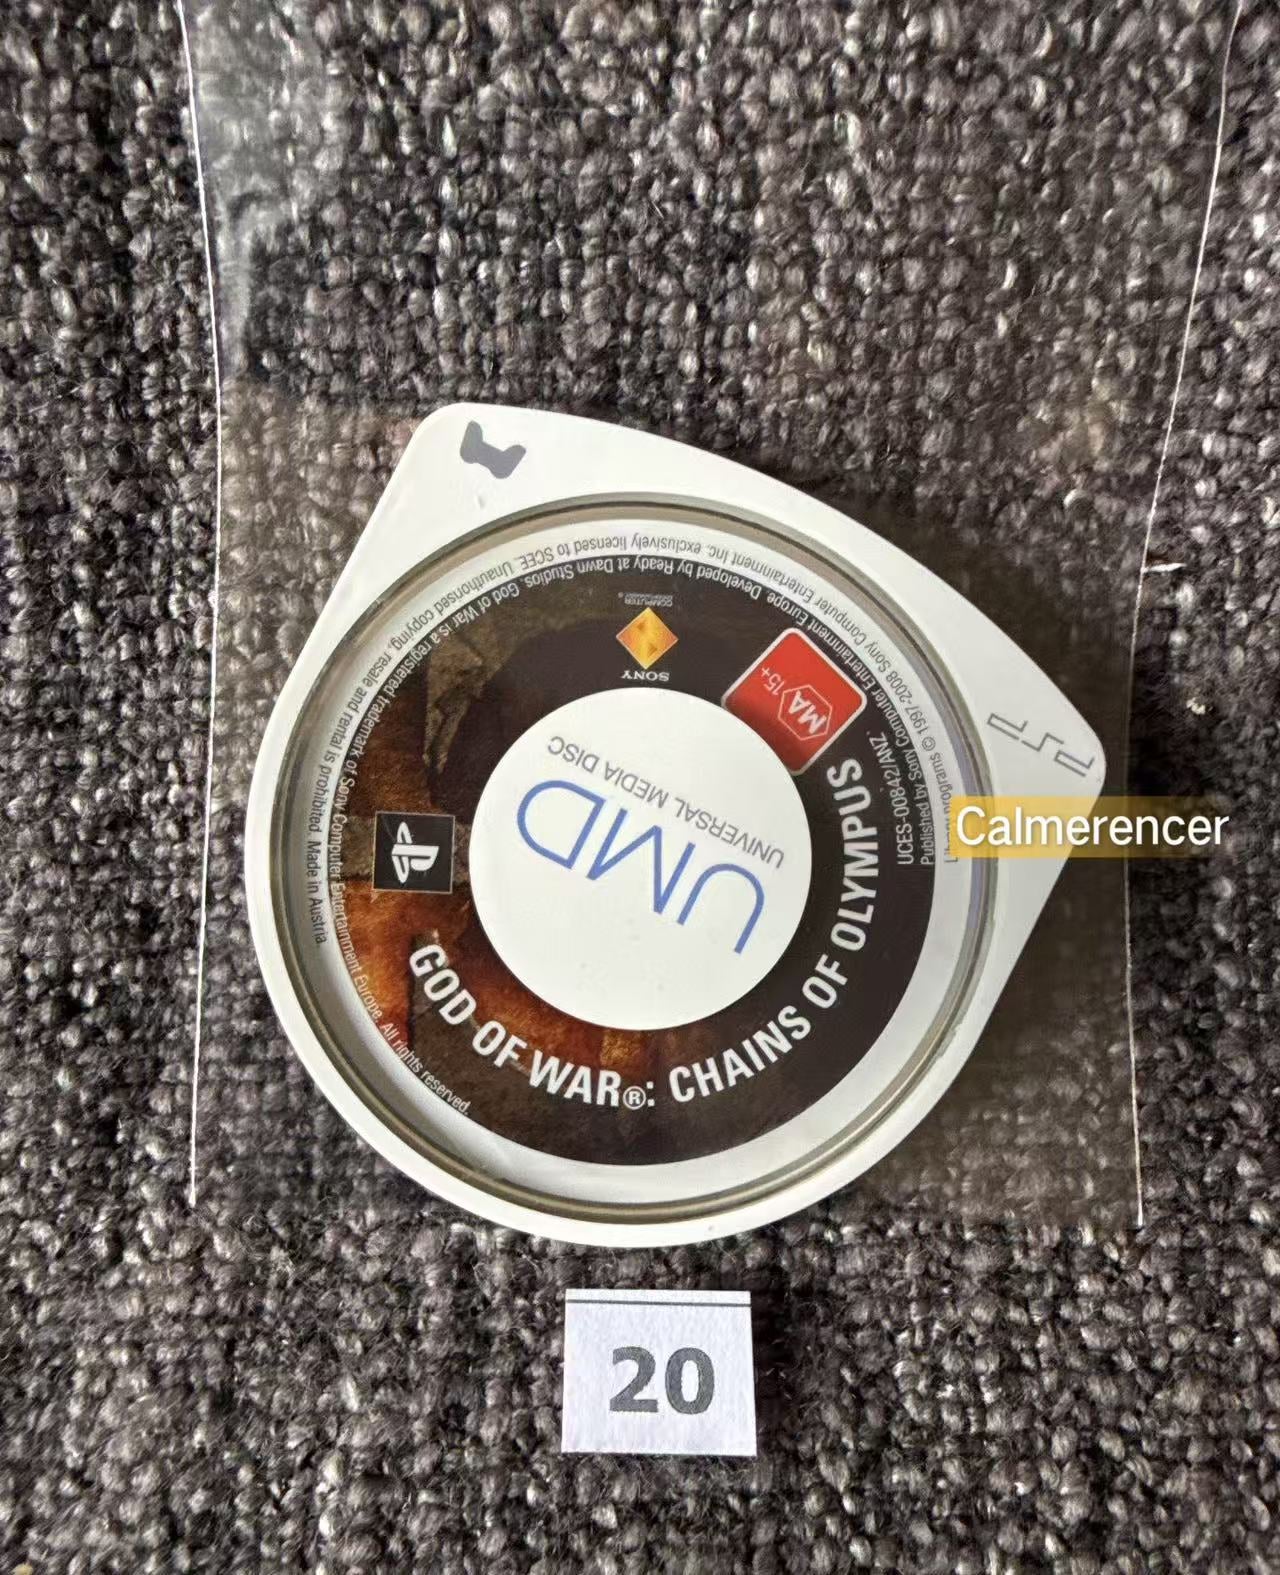 GOD OF WAR®: CHAINS OF OLYMPUS
UMD
UNIVERSAL MEDIA DISC
SONY
COMPUTER
MA 15+
PSP
UCES-00842/ANZ
Published by Sony Computer Entertainment Europe. Developed by Ready at Dawn Studios. God of War is a registered trademark of Sony Computer Entertainment Europe. All rights reserved.
programs © 1997-2008 Sony Computer Entertainment Inc. exclusively licensed to SCEE. Unauthorised copying, resale and rental is prohibited. Made in Austria.
Calmerencer
20